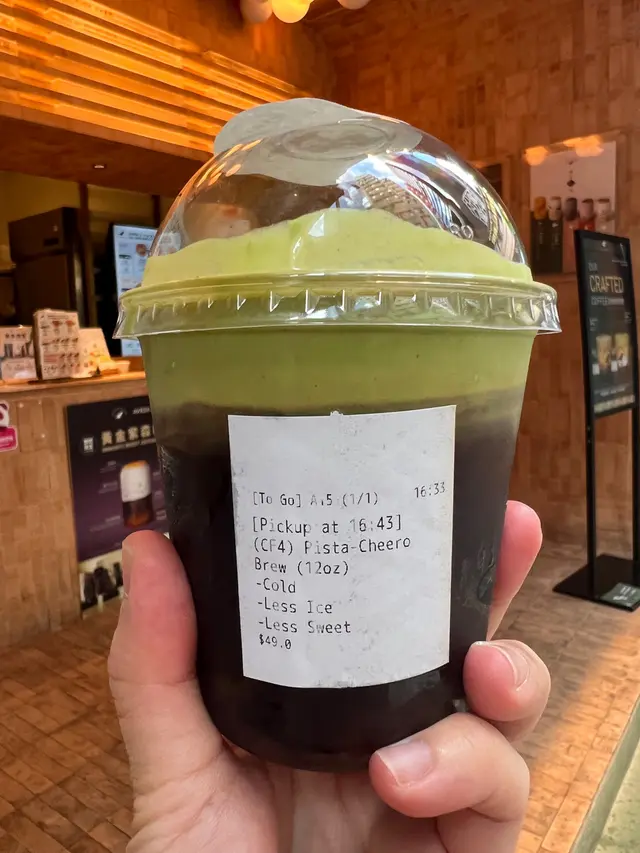 [To Go] A.5 (1/1) 16:33
[Pickup at 16:43]
(CF4) Pista-Cheero
Brew (12oz)
-Cold
-Less Ice
-Less Sweet
$49.0
CRAFTED
COFFEE